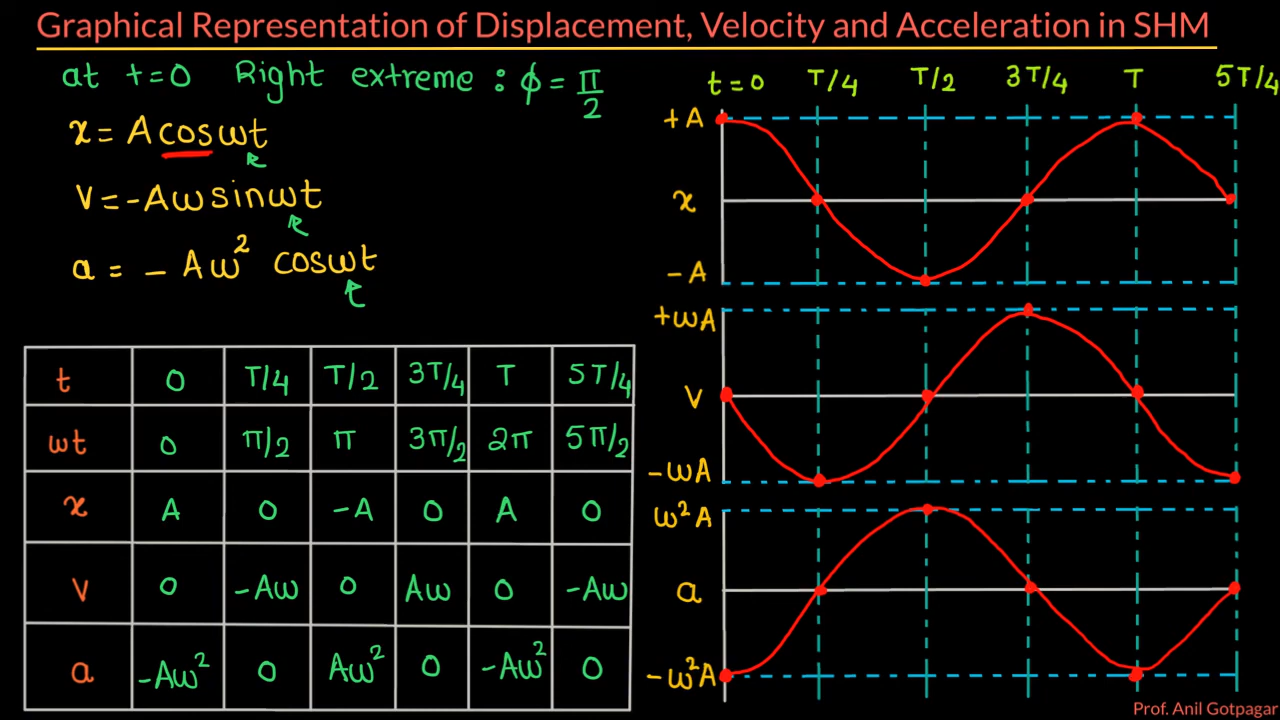 Graphical Representation of Displacement, Velocity and Acceleration in SHM
at t=0 Right extreme : ϕ = π/2
x = A cosωt
V = -Aωsinωt
a = - Aω² cosωt
t 0 T/4 T/2 3T/4 T 5T/4
ωt 0 π/2 π 3π/2 2π 5π/2
x A 0 -A 0 A 0
V 0 -Aω 0 Aω 0 -Aω
a -Aω² 0 Aω² 0 -Aω² 0
t=0 T/4 T/2 3T/4 T 5T/4
+A
x
-A
+ωA
V
-ωA
ω²A
a
-ω²A
Prof. Anil Gotpagar